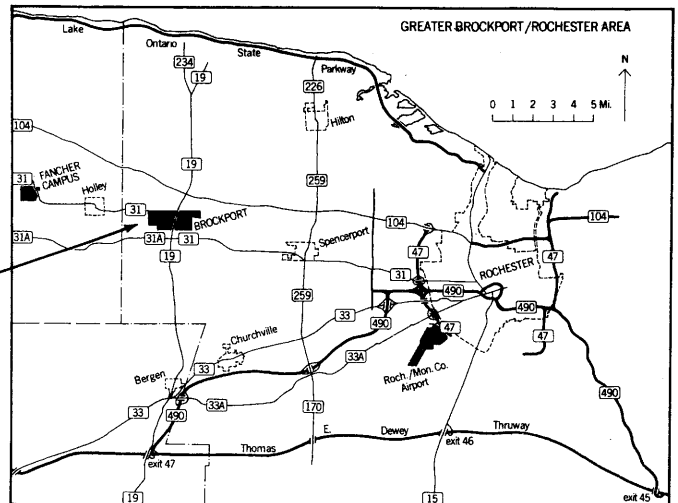 GREATER BROCKPORT/ROCHESTER AREA
Lake Ontario State Parkway
N
0 1 2 3 4 5 Mi.
234
19
226
Hilton
104
19
259
31
FANCHER CAMPUS
Holley
31
BROCKPORT
104
104
31A
31A
31
Spencerport
47
31
47
19
ROCHESTER
259
490
490
33
490
47
47
490
Churchville
33
33A
Roch./Mon. Co. Airport
Bergen
33
33A
490
170
490
Thomas E. Dewey Thruway
exit 46
exit 47
19
15
exit 45